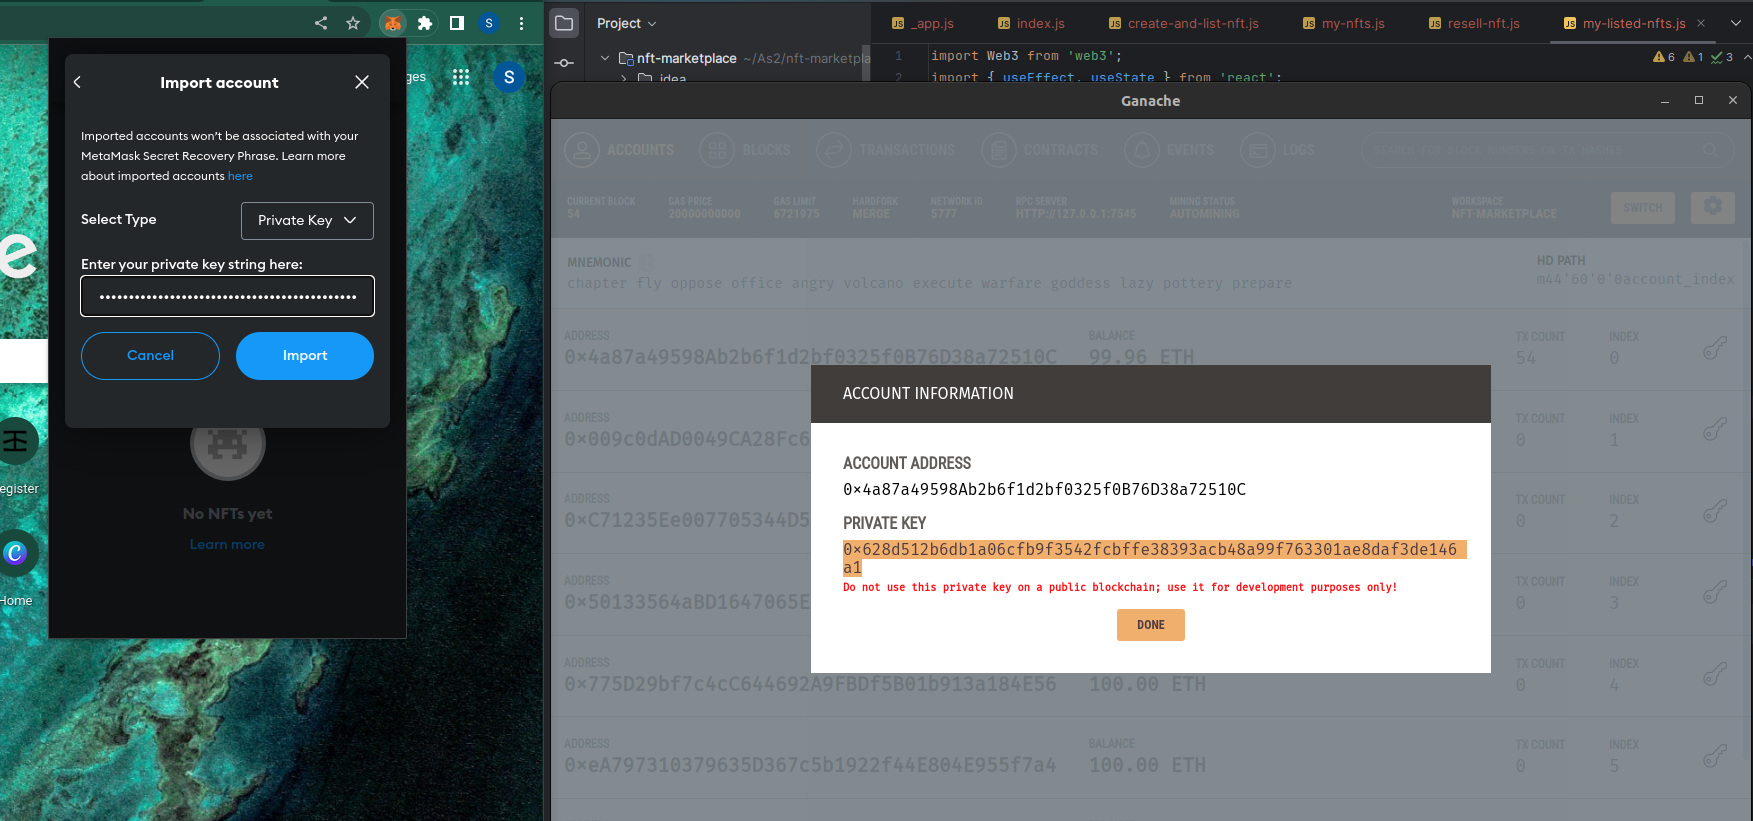 Import account
Imported accounts won't be associated with your
MetaMask Secret Recovery Phrase. Learn more
about imported accounts here
Select Type
Private Key
Enter your private key string here:
Cancel
Import
No NFTs yet
Learn more
ges
S
S
e
egister
Home
Project
_app.js
index.js
create-and-list-nft.js
my-nfts.js
resell-nft.js
my-listed-nfts.js
nft-marketplace ~/As2/nft-marketpla
idea
1 import Web3 from 'web3';
2 import { useEffect, useState } from 'react';
6 1 3
Ganache
ACCOUNTS
BLOCKS
TRANSACTIONS
CONTRACTS
EVENTS
LOGS
SEARCH FOR BLOCK NUMBERS OR TX HASHES
CURRENT BLOCK
54
GAS PRICE
20000000000
GAS LIMIT
6721975
HARDFORK
MERGE
NETWORK ID
5777
RPC SERVER
HTTP://127.0.0.1:7545
MINING STATUS
AUTOMINING
WORKSPACE
NFT-MARKETPLACE
SWITCH
MNEMONIC
chapter fly oppose office angry volcano execute warfare goddess lazy pottery prepare
HD PATH
m44'60'0'0account_index
ADDRESS
0×4a87a49598Ab2b6f1d2bf0325f0B76D38a72510C
BALANCE
99.96 ETH
TX COUNT
54
INDEX
0
ADDRESS
0×009c0dAD0049CA28Fc6
TX COUNT
0
INDEX
1
ADDRESS
0×C71235Ee007705344D5
TX COUNT
0
INDEX
2
ADDRESS
0×50133564aBD1647065E
TX COUNT
0
INDEX
3
ADDRESS
0×775D29bf7c4cC644692A9FBDf5B01b913a184E56
100.00 ETH
TX COUNT
0
INDEX
4
ADDRESS
0×eA797310379635D367c5b1922f44E804E955f7a4
BALANCE
100.00 ETH
TX COUNT
0
INDEX
5
ACCOUNT INFORMATION
ACCOUNT ADDRESS
0×4a87a49598Ab2b6f1d2bf0325f0B76D38a72510C
PRIVATE KEY
0×628d512b6db1a06cfb9f3542fcbffe38393acb48a99f763301ae8daf3de146
a1
Do not use this private key on a public blockchain; use it for development purposes only!
DONE